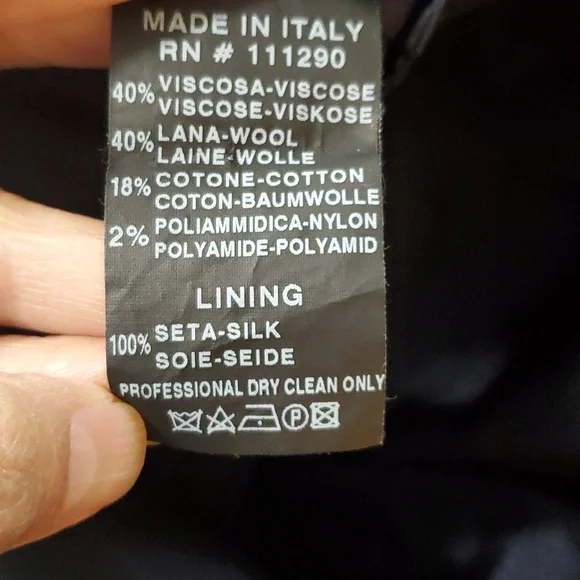 MADE IN ITALY
RN # 111290
40% VISCOSA-VISCOSE
VISCOSE-VISKOSE
40% LANA-WOOL
LAINE-WOLLE
18% COTONE-COTTON
COTON-BAUMWOLLE
2% POLIAMMIDICA-NYLON
POLYAMIDE-POLYAMID
LINING
100% SETA-SILK
SOIE-SEIDE
PROFESSIONAL DRY CLEAN ONLY
P